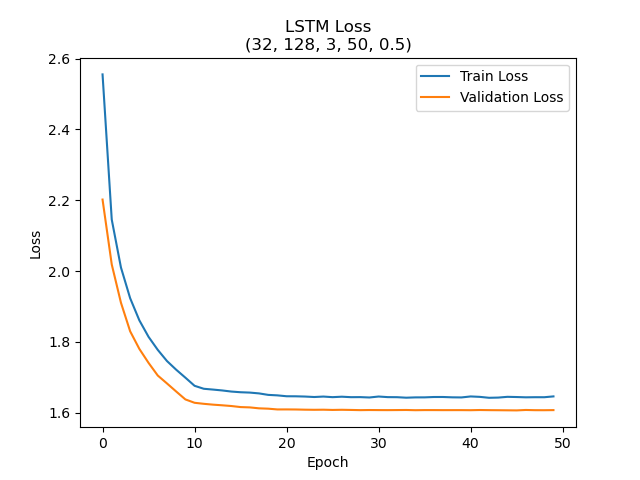 LSTM Loss
(32, 128, 3, 50, 0.5)
Train Loss
Validation Loss
2.6
2.4
2.2
2.0
1.8
1.6
Loss
0
10
20
30
40
50
Epoch